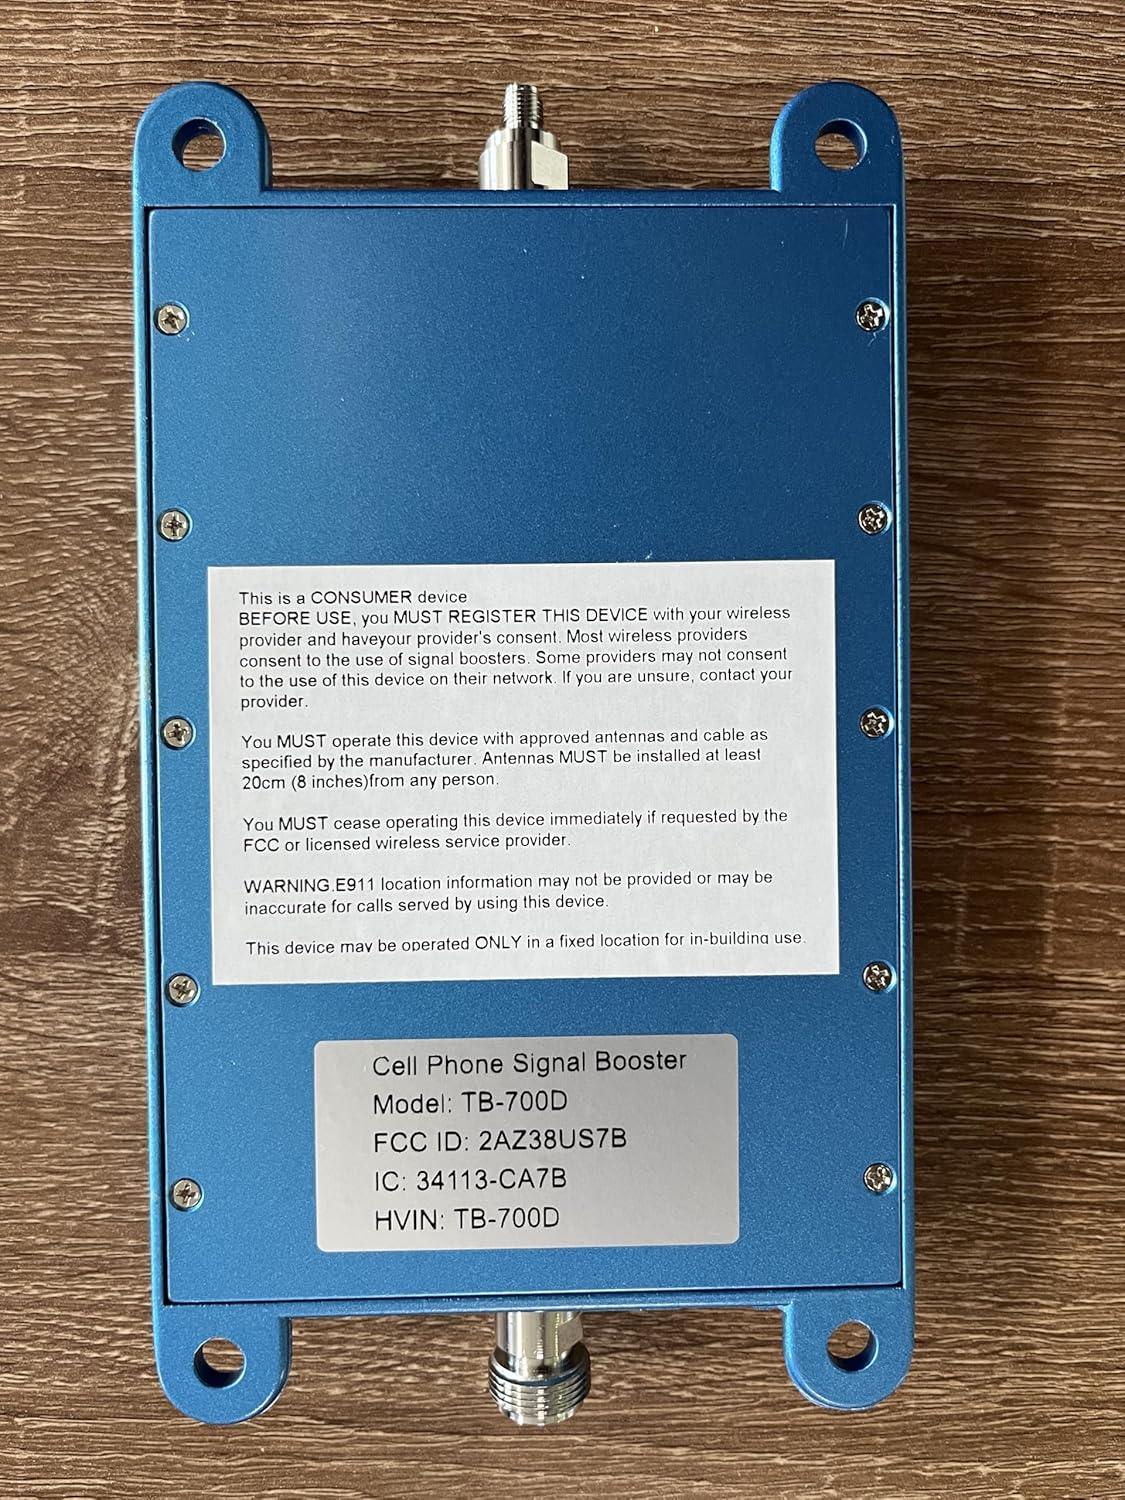 This is a CONSUMER device
BEFORE USE, you MUST REGISTER THIS DEVICE with your wireless
provider and haveyour provider's consent. Most wireless providers
consent to the use of signal boosters. Some providers may not consent
to the use of this device on their network. If you are unsure, contact your
provider.
You MUST operate this device with approved antennas and cable as
specified by the manufacturer. Antennas MUST be installed at least
20cm (8 inches)from any person.
You MUST cease operating this device immediately if requested by the
FCC or licensed wireless service provider.
WARNING.E911 location information may not be provided or may be
inaccurate for calls served by using this device.
This device may be operated ONLY in a fixed location for in-building use.
Cell Phone Signal Booster
Model: TB-700D
FCC ID: 2AZ38US7B
IC: 34113-CA7B
HVIN: TB-700D